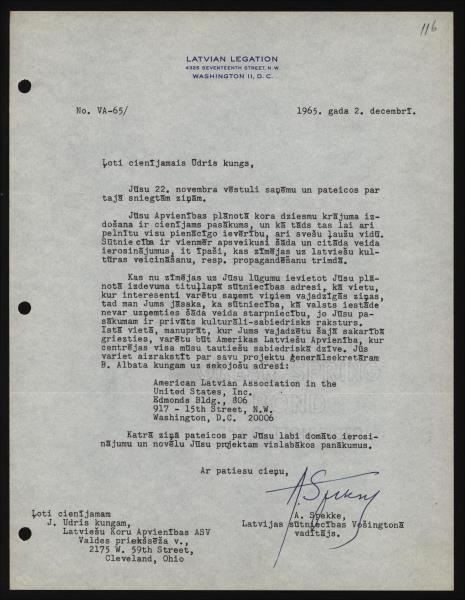 116
LATVIAN LEGATION
4325 SEVENTEENTH STREET, N.W.
WASHINGTON 11, D.C.
No. VA-65/
1965. gada 2. decembrī.
Ļoti cienījamais Ūdris kungs,
Jūsu 22. novembra vēstuli saņēmu un pateicos par
tajā sniegtām ziņām.
Jūsu Apvienības plānotā kora dziesmu krājuma iz-
došana ir cienījams pasākums, un kā tāds tas lai arī
pelnītu visu pienācīgo ievērību, arī svešu ļaužu vidū.
Sūtniecība ir vienmēr apsveikusi šāda un citāda veida
ierosinājumus, it īpaši, kas zīmējas uz latviešu kul-
tūras veicināšanu, resp. propagandēšanu trimdā.
Kas nu zīmējas uz Jūsu lūgumu ievietot Jūsu plā-
notā izdevuma titullapā sūtniecības adresi, kā vietu,
kur interesenti varētu saņemt viņiem vajadzīgās ziņas,
tad man Jums jāsaka, ka sūtniecība, kā valsts iestāde
nevar uzņemties šāda veida starpniecību, jo Jūsu pa-
sākumam ir privāts kulturāli-sabiedrisks raksturs.
Istā vietā, manuprāt, kur Jums vajadzētu šajā sakarībā
griesties, varētu būt Amerikas Latviešu Apvienība, kur
centrējas visa mūsu tautiešu sabiedriskā dzīve. Jūs
variet aizrakstīt par savu projektu ģenerālsekretāram
B. Albata kungam uz sekojošu adresi:
American Latvian Association in the
United States, Inc.
Edmonds Bldg., 806
917 - 15th Street, N.W.
Washington, D.C. 20006
Katrā ziņā pateicos par Jūsu labi domāto ierosi-
nājumu un novēlu Jūsu projektam vislabākos panākumus.
Ar patiesu cieņu,
A. Spekke
A. Spekke,
Latvijas sūtniecības Vošingtonā
vadītājs.
Ļoti cienījamam
J. Udris kungam,
Latviešu Koru Apvienības ASV
Valdes priekšsēža v.,
2175 W. 59th Street,
Cleveland, Ohio